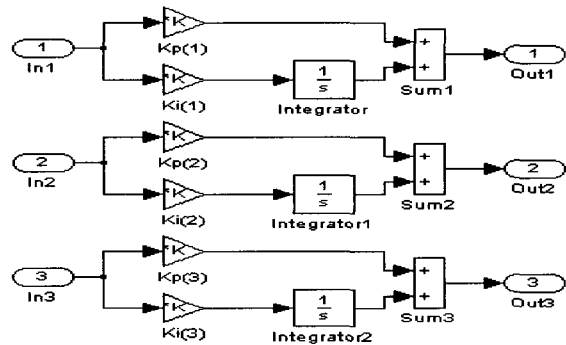 *K
Kp(1)
1
In1
*K
Ki(1)
1
s
Integrator
+
+
Sum1
1
Out1
*K
Kp(2)
2
In2
*K
Ki(2)
1
s
Integrator1
+
+
Sum2
2
Out2
*K
Kp(3)
3
In3
*K
Ki(3)
1
s
Integrator2
+
+
Sum3
3
Out3